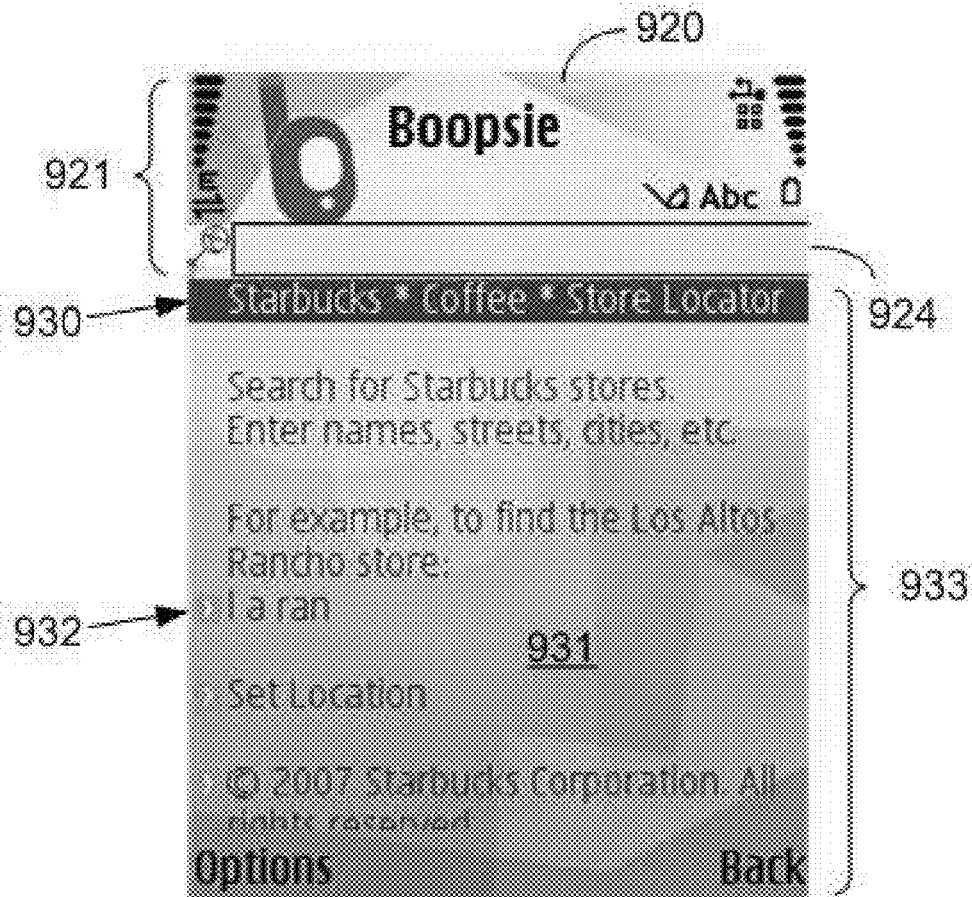 920
Boopsie
921
Abc
924
930
Starbucks * Coffee * Store Locator
Search for Starbucks stores.
Enter names, streets, cities, etc.
For example, to find the Los Altos
Rancho store:
933
932
l a ran
931
Set Location
© 2007 Starbucks Corporation. All
rights reserved
Options
Back